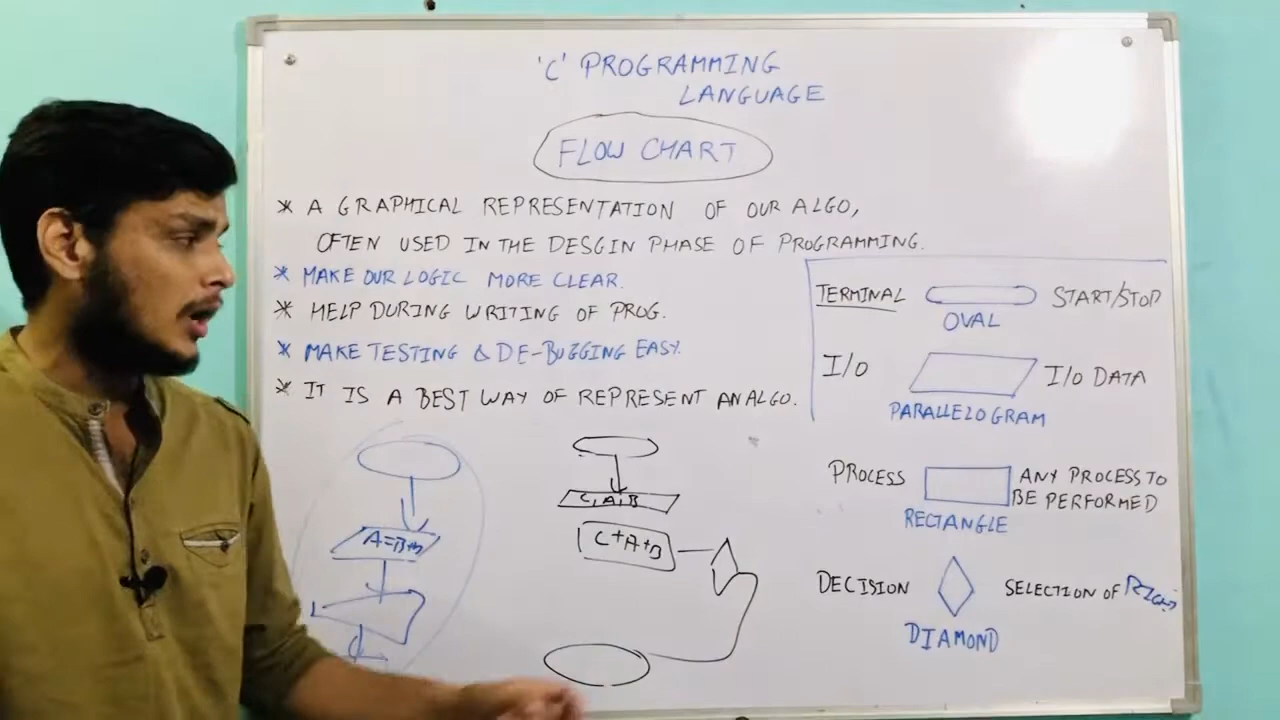 'C' PROGRAMMING
LANGUAGE
FLOW CHART
* A GRAPHICAL REPRESENTATION OF OUR ALGO,
OFTEN USED IN THE DESGIN PHASE OF PROGRAMMING.
* MAKE OUR LOGIC MORE CLEAR.
* HELP DURING WRITING OF PROG.
* MAKE TESTING & DE-BUGGING EASY.
* IT IS A BEST WAY OF REPRESENT AN ALGO.
TERMINAL START/STOP
OVAL
I/O I/O DATA
PARALLELOGRAM
PROCESS ANY PROCESS TO
BE PERFORMED
RECTANGLE
DECISION SELECTION OF
DIAMOND
C, A, B
C+A+B